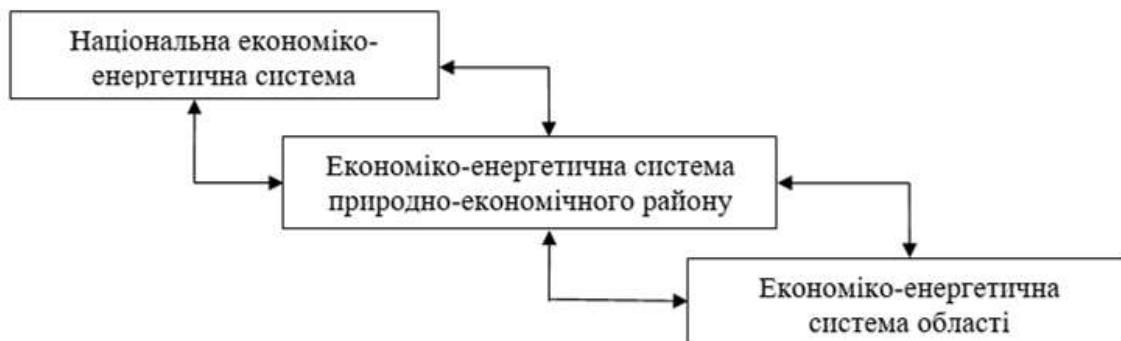 Національна економіко-
енергетична система
Економіко-енергетична система
природно-економічного району
Економіко-енергетична
система області